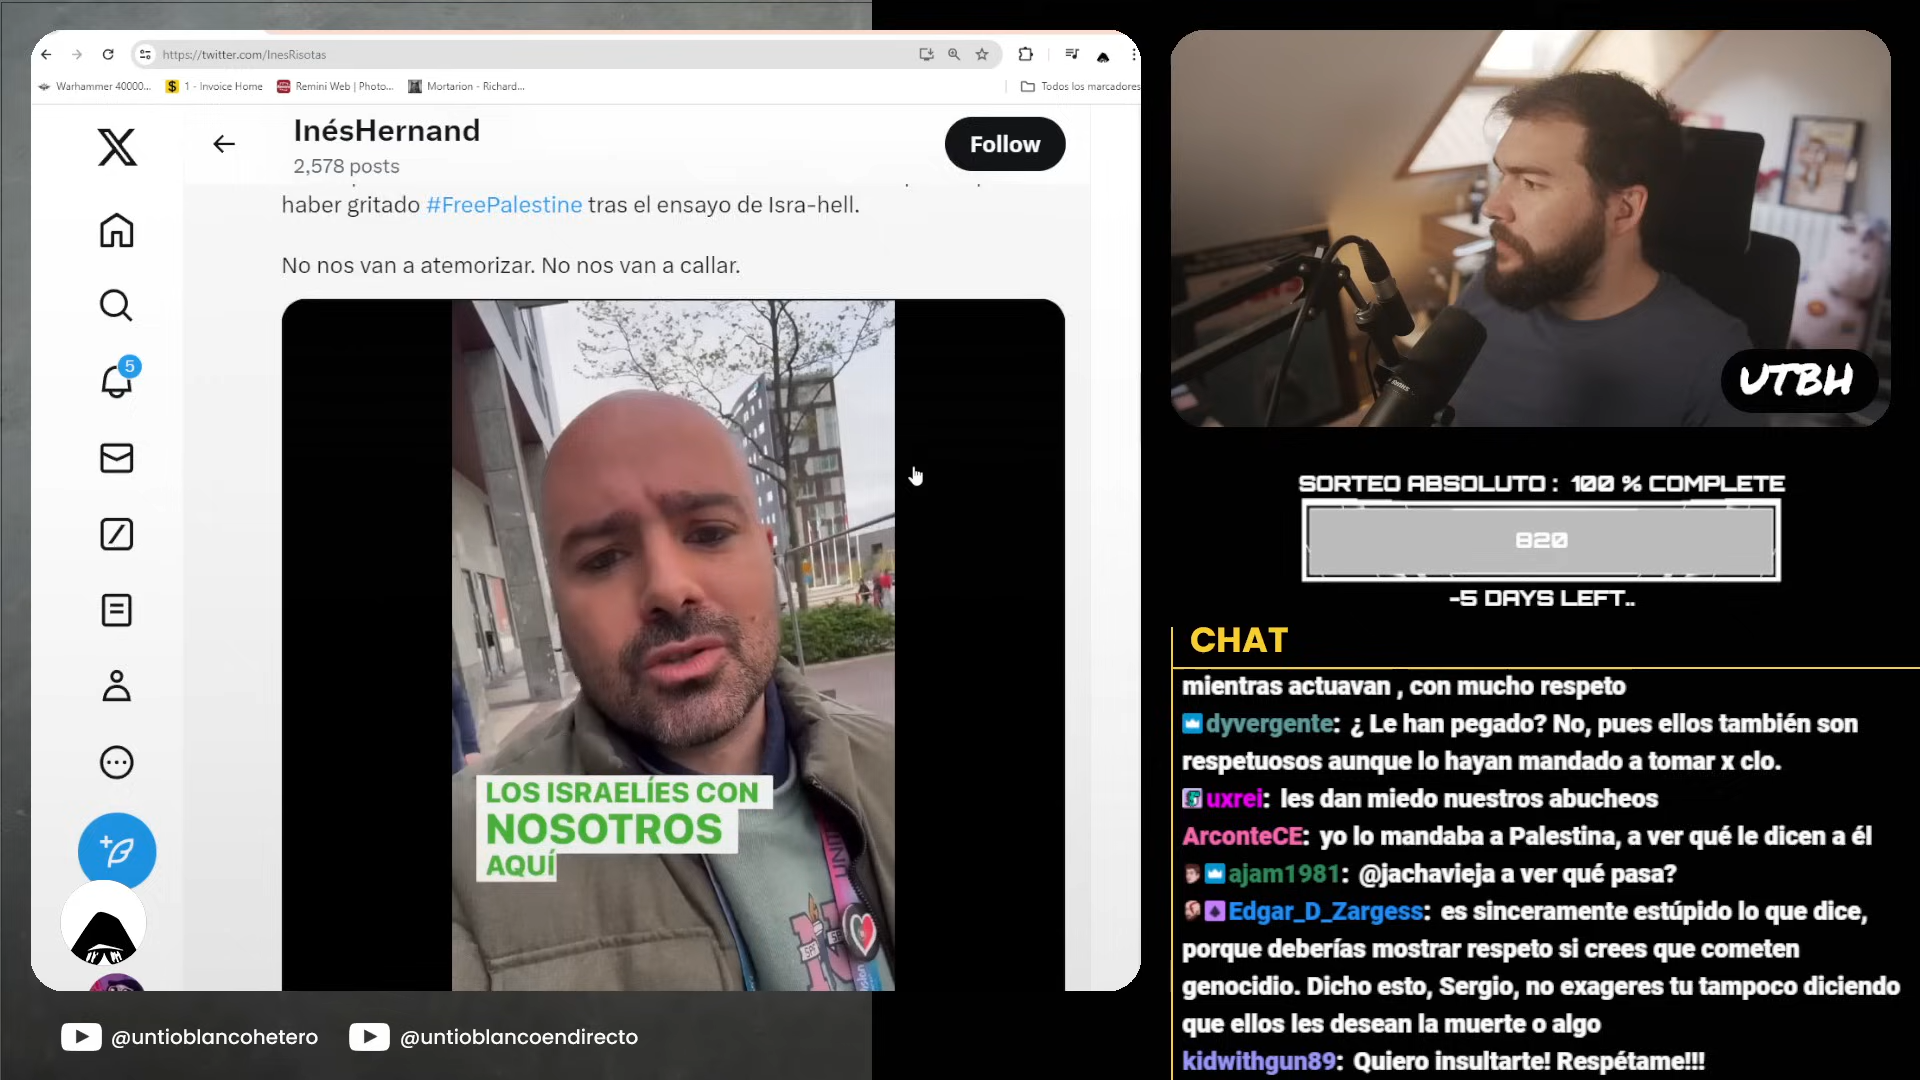 https://twitter.com/InesRisotas
Warhammer 40000...
1 - Invoice Home
Remini Web | Photo...
Mortarion - Richard...
Todos los marcadores
InésHernand
2,578 posts
Follow
haber gritado #FreePalestine tras el ensayo de Isra-hell.
No nos van a atemorizar. No nos van a callar.
5
LOS ISRAELÍES CON
NOSOTROS
AQUÍ
@untioblancohetero
@untioblancoendirecto
UTBH
SORTEO ABSOLUTO : 100 % COMPLETE
820
-5 DAYS LEFT..
CHAT
mientras actuavan , con mucho respeto
dyvergente: ¿ Le han pegado? No, pues ellos también son
respetuosos aunque lo hayan mandado a tomar x clo.
uxrei: les dan miedo nuestros abucheos
ArconteCE: yo lo mandaba a Palestina, a ver qué le dicen a él
ajam1981: @jachavieja a ver qué pasa?
Edgar_D_Zargess: es sinceramente estúpido lo que dice,
porque deberías mostrar respeto si crees que cometen
genocidio. Dicho esto, Sergio, no exageres tu tampoco diciendo
que ellos les desean la muerte o algo
kidwithgun89: Quiero insultarte! Respétame!!!